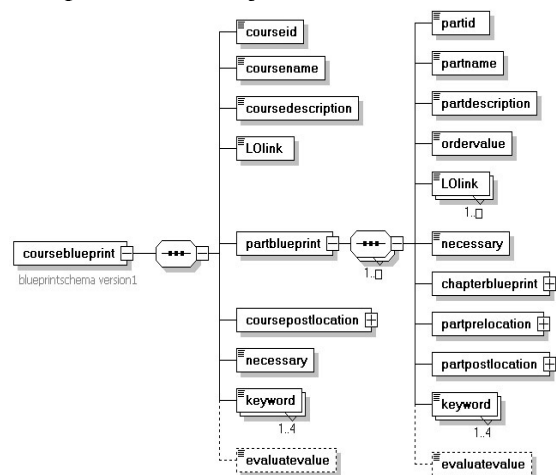 courseblueprint
blueprintschema version1
courseid
coursename
coursedescription
LOlink
partblueprint
1..□
coursepostlocation
necessary
keyword
1..4
evaluatevalue
partid
partname
partdescription
ordervalue
LOlink
1..□
necessary
chapterblueprint
partprelocation
partpostlocation
keyword
1..4
evaluatevalue